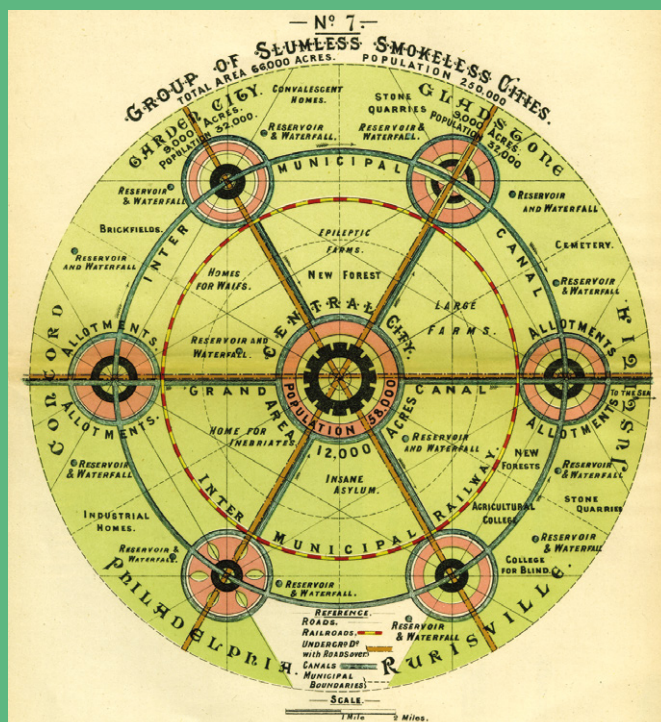 — Nº 7. —
GROUP OF SLUMLESS SMOKELESS CITIES.
TOTAL AREA 66,000 ACRES. POPULATION 250,000
GARDEN CITY.
9,000 ACRES.
POPULATION 32,000.
CONVALESCENT
HOMES.
STONE
QUARRIES
GLADSTONE
9,000 ACRES.
POPULATION
32,000
RESERVOIR
& WATERFALL
RESERVOIR &
WATERFALL.
INTER MUNICIPAL CANAL
RESERVOIR
& WATERFALL
RESERVOIR
AND WATERFALL
BRICKFIELDS.
EPILEPTIC
FARMS.
CEMETERY.
RESERVOIR
AND WATERFALL
HOMES
FOR WAIFS.
NEW FOREST
RESERVOIR
& WATERFALL
LARGE
FARMS.
CONCORD
ALLOTMENTS.
RESERVOIR AND
WATERFALL.
CENTRAL CITY.
ALLOTMENTS
JUSTITIA
GRAND CANAL
TO THE SEA
ALLOTMENTS.
AREA 12,000 ACRES
POPULATION 58,000
ALLOTMENTS
HOME FOR
INEBRIATES.
RESERVOIR
AND WATERFALL
RESERVOIR
& WATERFALL
INSANE
ASYLUM.
NEW
FORESTS
RESERVOIR
& WATERFALL
INTER MUNICIPAL RAILWAY.
INDUSTRIAL
HOMES.
AGRICULTURAL
COLLEGE.
STONE
QUARRIES
RESERVOIR &
WATERFALL.
RESERVOIR
& WATERFALL
COLLEGE
FOR BLIND.
PHILADELPHIA
RESERVOIR
& WATERFALL.
RURISVILLE
RESERVOIR
& WATERFALL
REFERENCE.
ROADS.
RAILROADS.
UNDERGRD Dº
with ROADS over
CANALS
MUNICIPAL
BOUNDARIES
— SCALE. —
1 Mile 2 Miles.